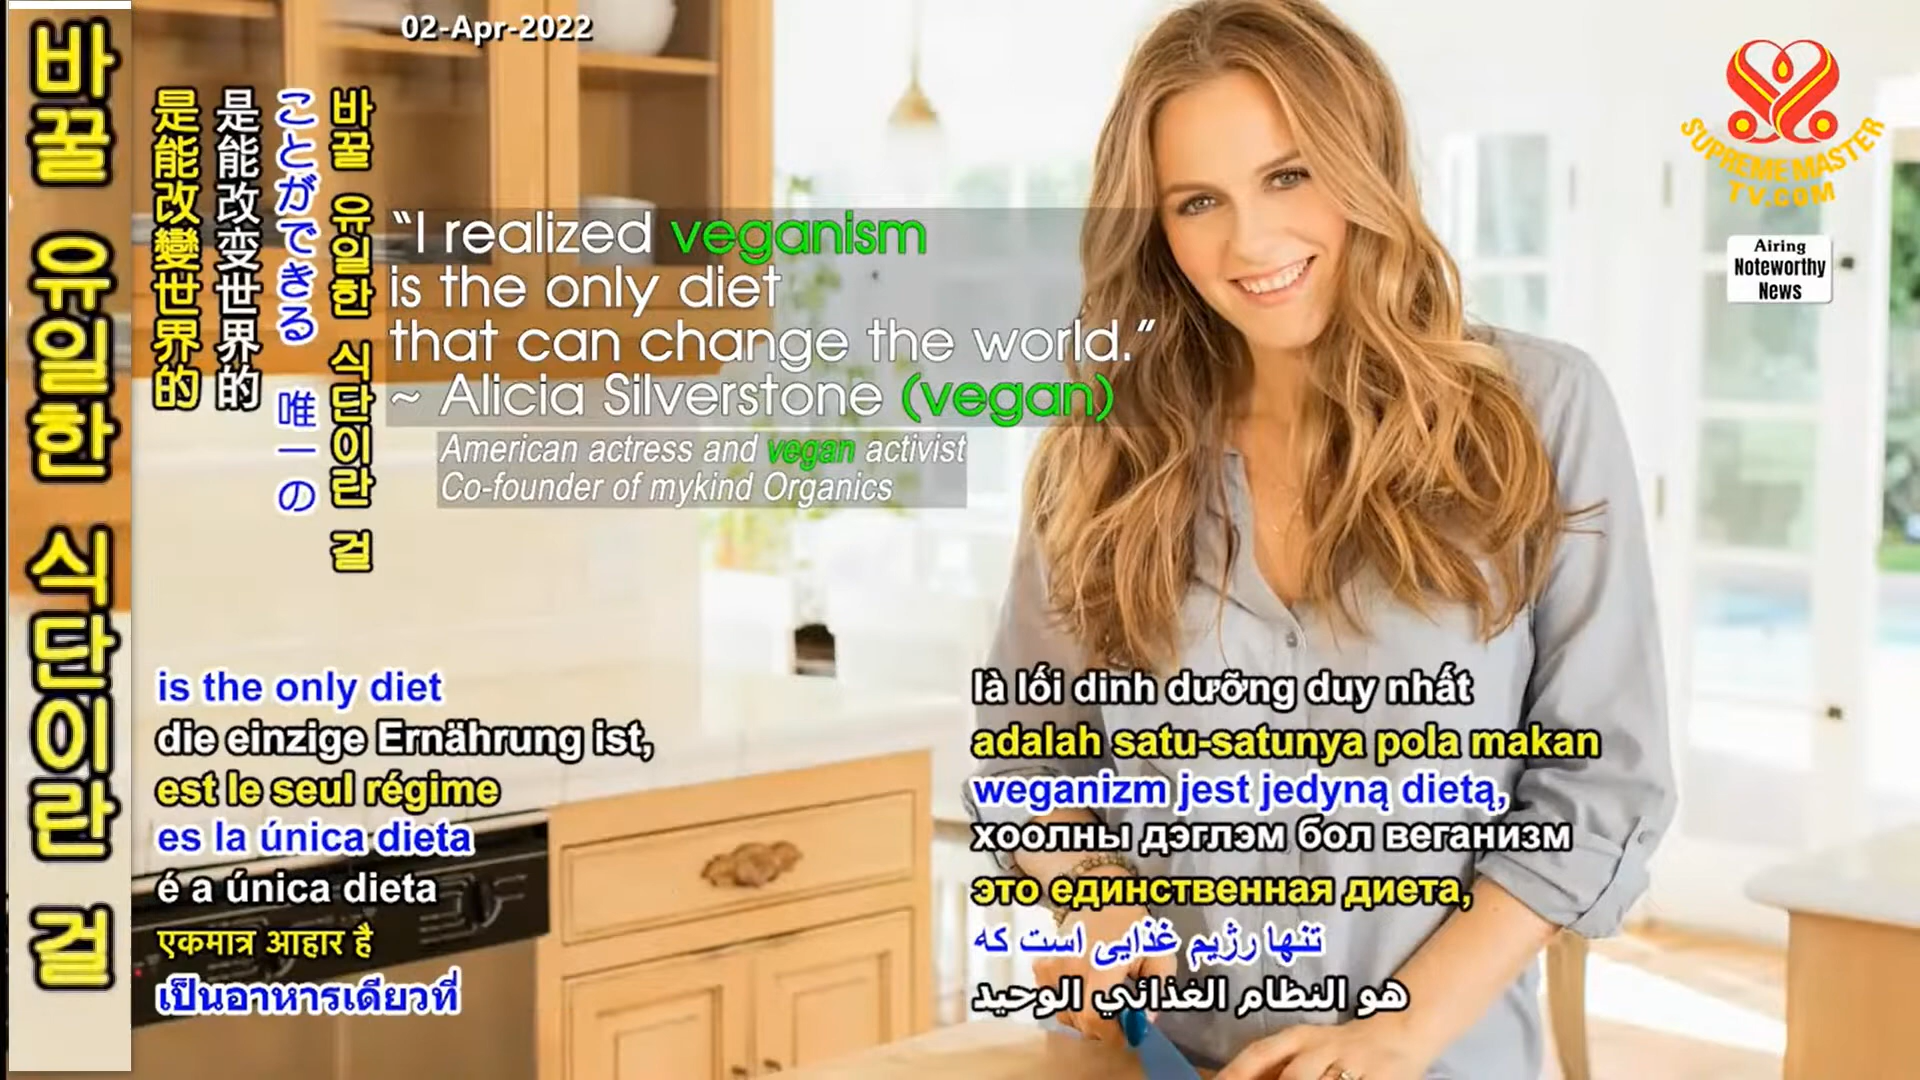 02-Apr-2022
바꿀 유일한 식단이란 걸
是能改變世界的
是能改变世界的
ことができる 唯一の
바꿀 유일한 식단이란 걸
“I realized veganism
is the only diet
that can change the world.”
~ Alicia Silverstone (vegan)
American actress and vegan activist
Co-founder of mykind Organics
SUPREME MASTER
TV.COM
Airing
Noteworthy
News
is the only diet
die einzige Ernährung ist,
est le seul régime
es la única dieta
é a única dieta
एकमात्र आहार है
เป็นอาหารเดียวที่
là lối dinh dưỡng duy nhất
adalah satu-satunya pola makan
weganizm jest jedyną dietą,
хоолны дэглэм бол веганизм
это единственная диета,
تنها رژیم غذایی است که
هو النظام الغذائي الوحيد